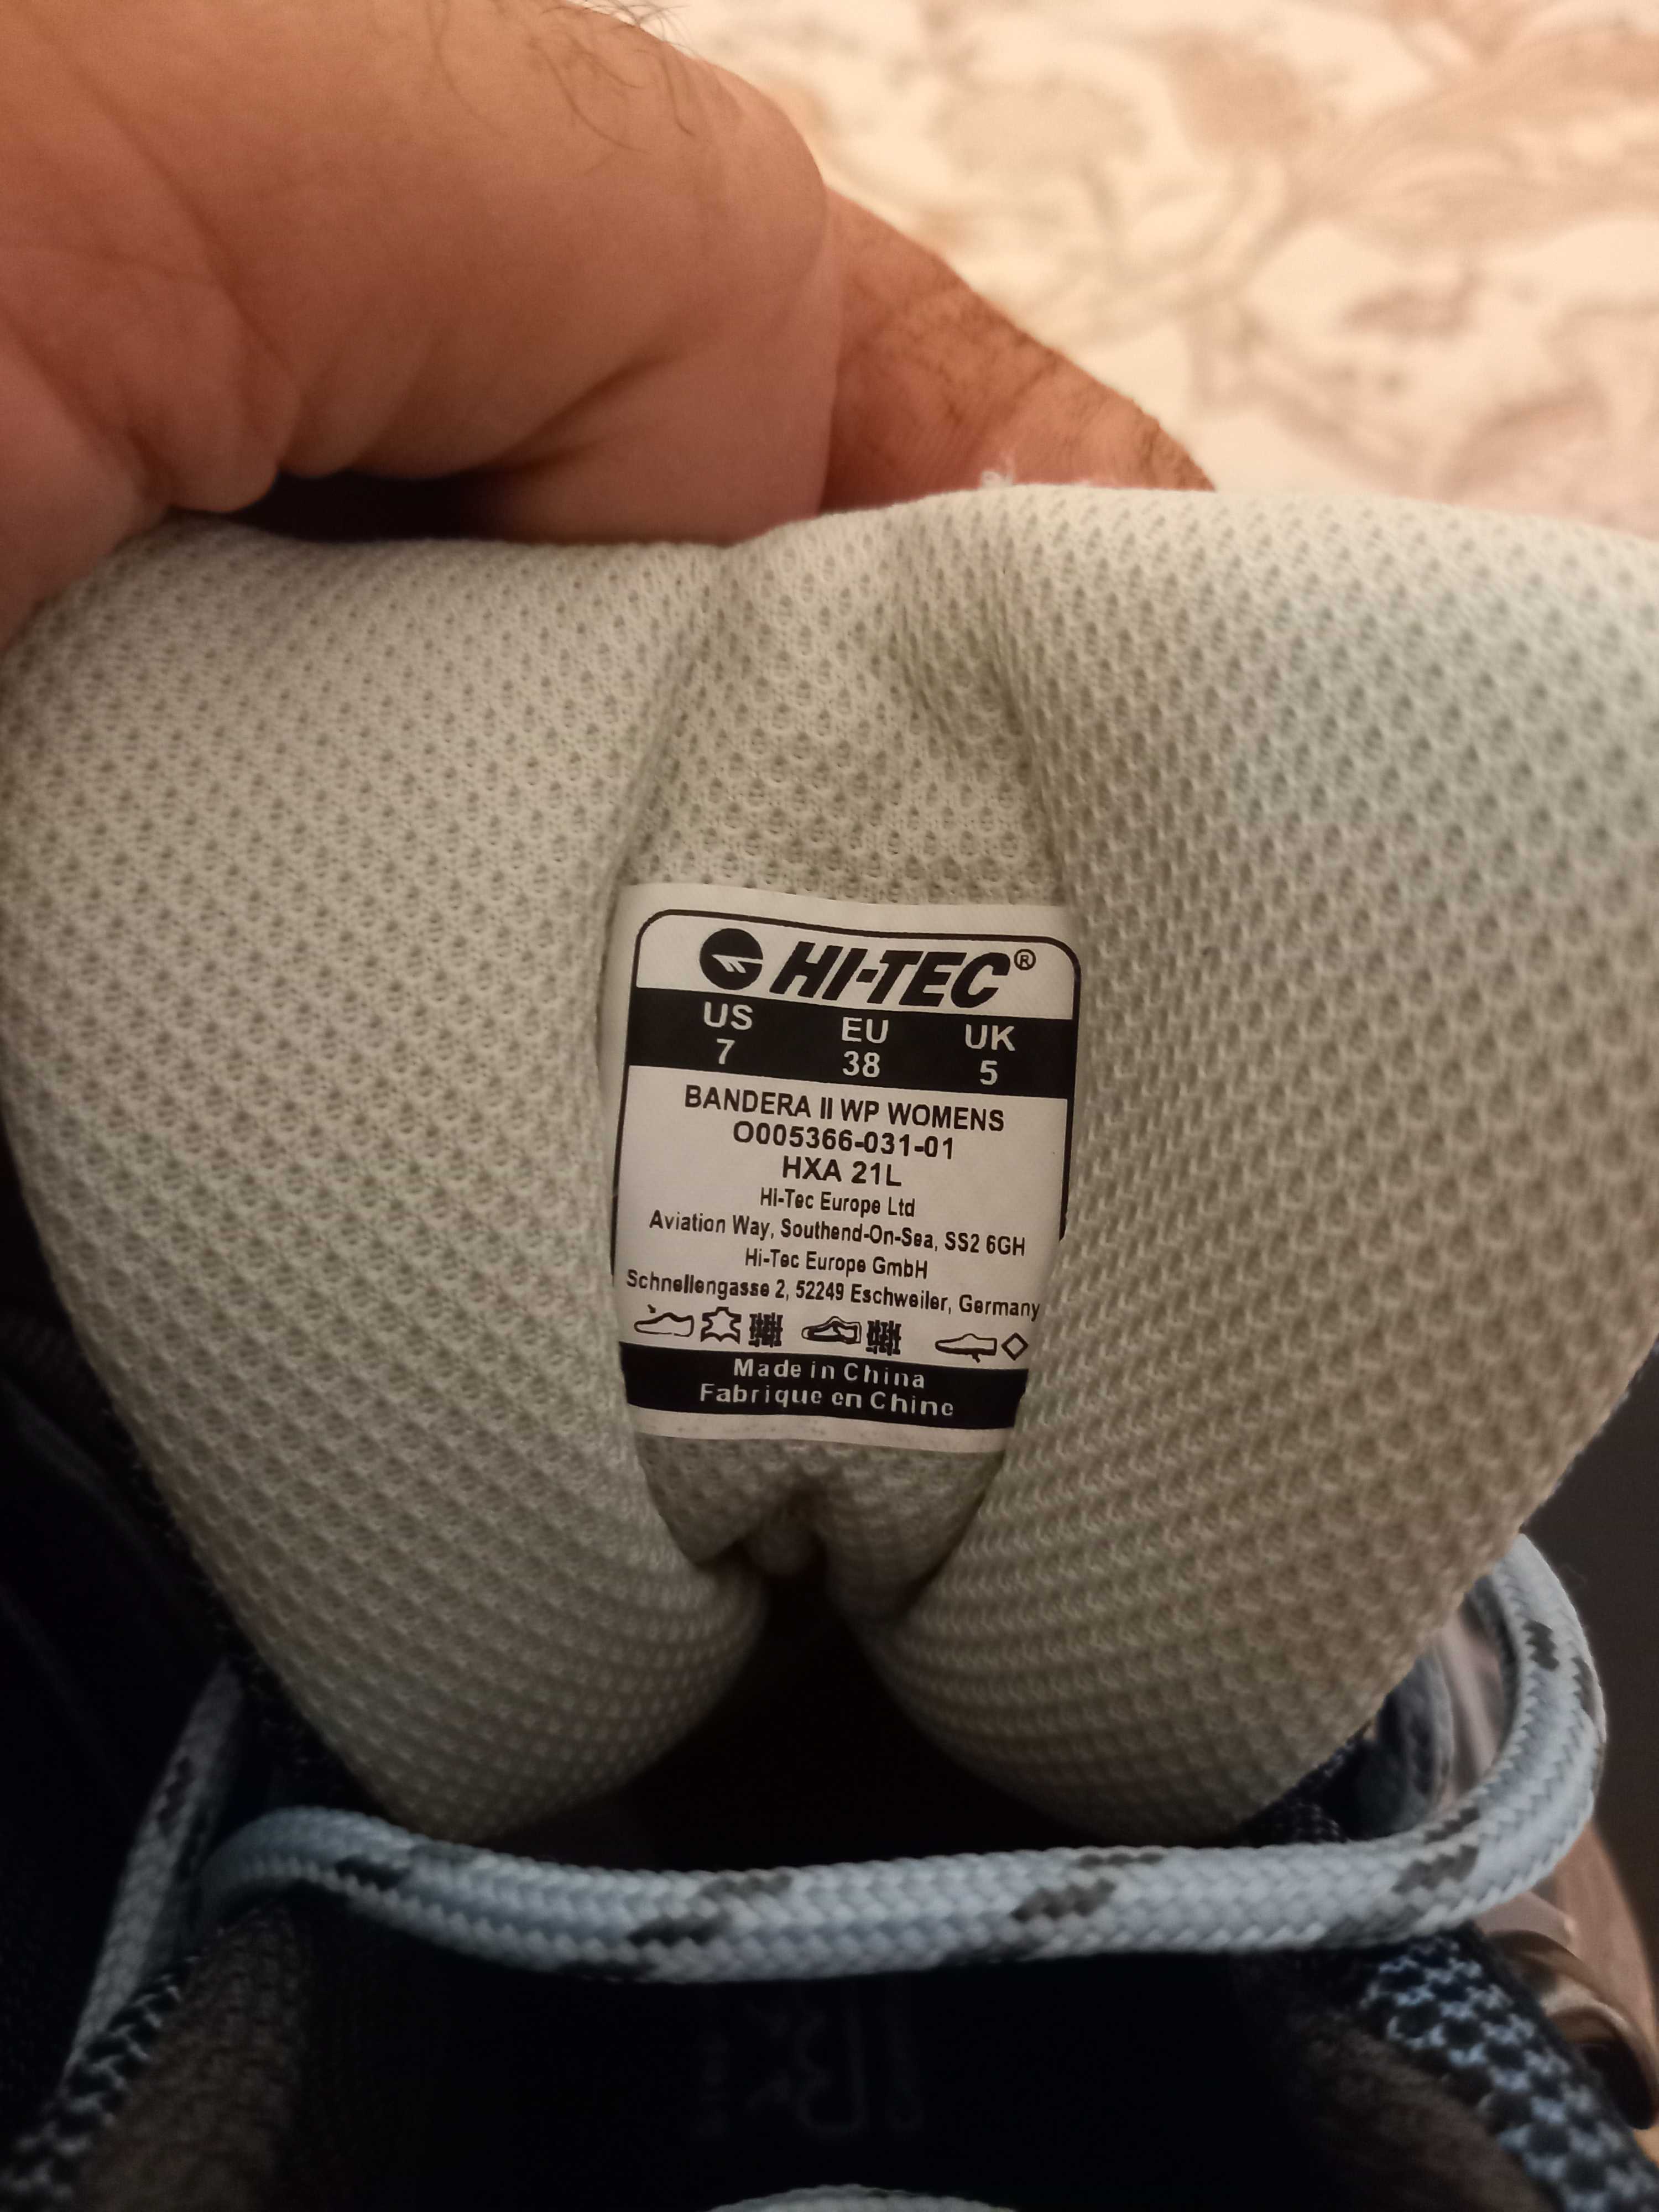 HI-TEC®
US EU UK
7 38 5
BANDERA II WP WOMENS
O005366-031-01
HXA 21L
Hi-Tec Europe Ltd
Aviation Way, Southend-On-Sea, SS2 6GH
Hi-Tec Europe GmbH
Schnellengasse 2, 52249 Eschweiler, Germany
Made in China
Fabrique en Chine